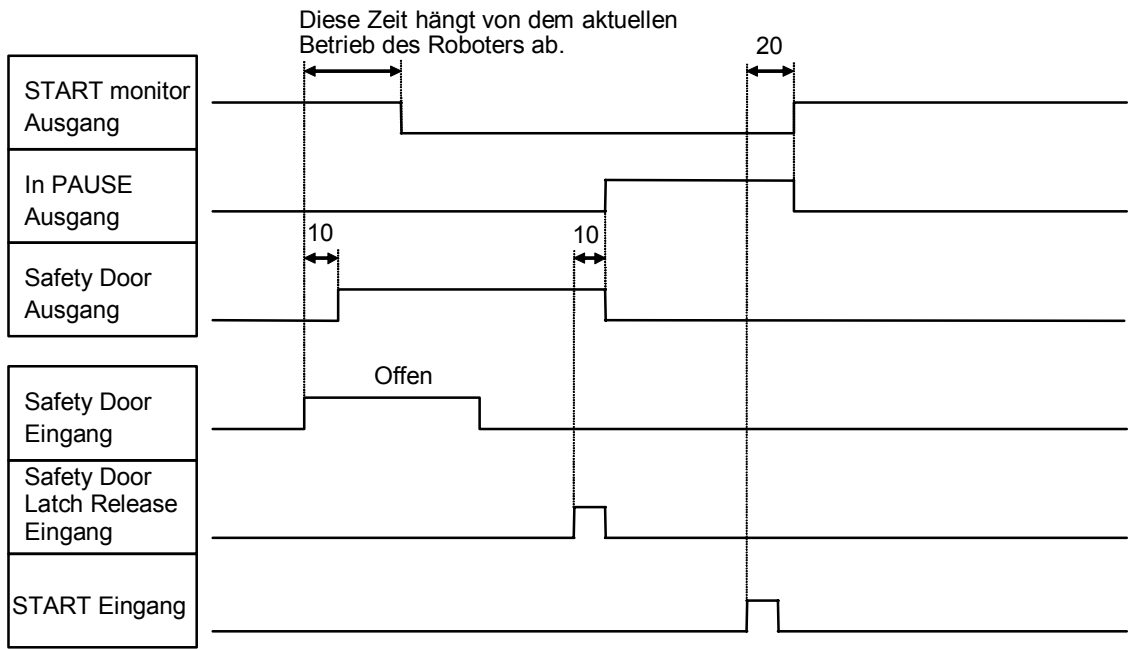 Diese Zeit hängt von dem aktuellen
Betrieb des Roboters ab.
20
START monitor
Ausgang
In PAUSE
Ausgang
10
10
Safety Door
Ausgang
Offen
Safety Door
Eingang
Safety Door
Latch Release
Eingang
START Eingang